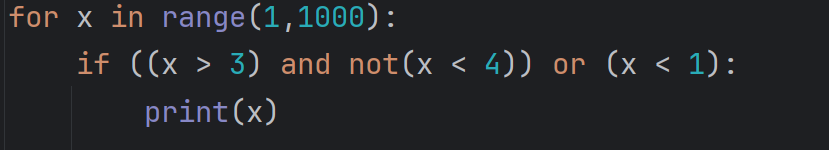 for x in range(1,1000):
    if ((x > 3) and not(x < 4)) or (x < 1):
        print(x)